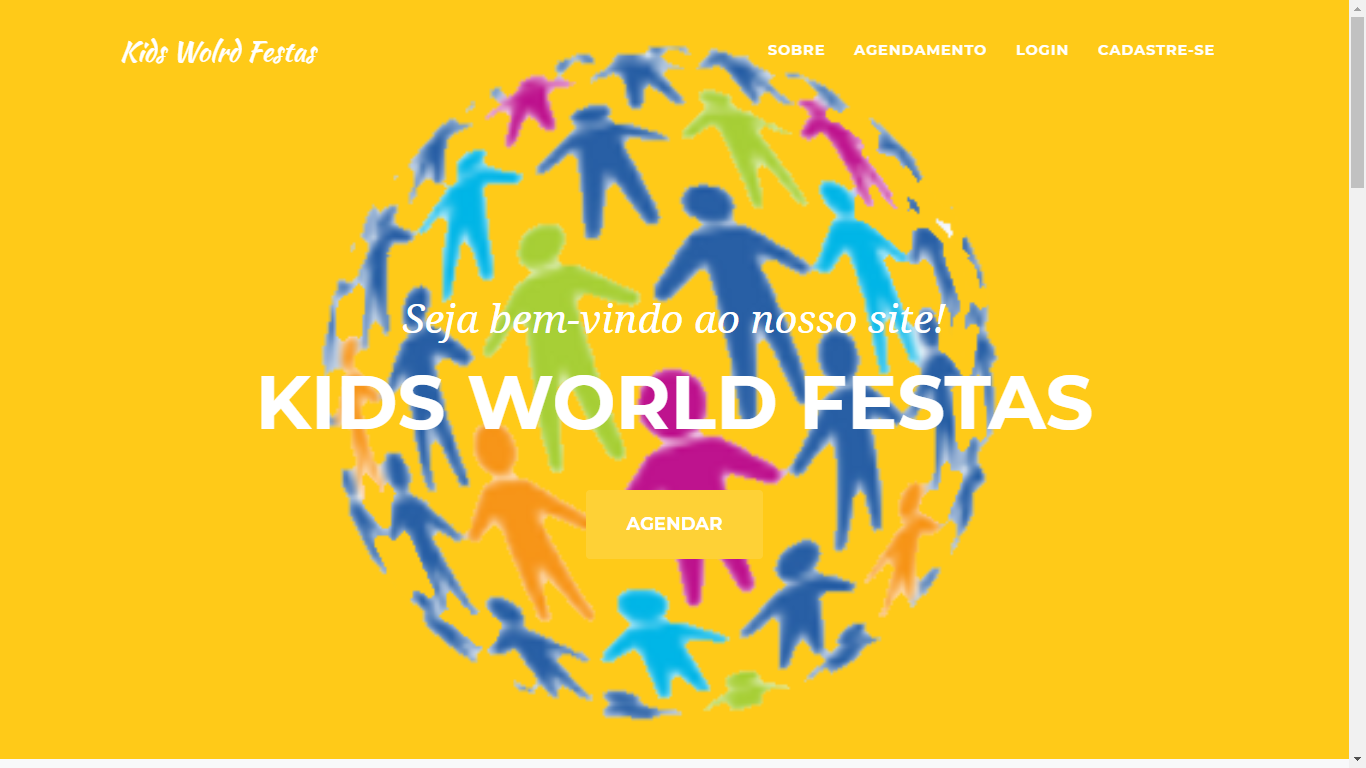 Kids Wolrd Festas
SOBRE AGENDAMENTO LOGIN CADASTRE-SE
Seja bem-vindo ao nosso site!
KIDS WORLD FESTAS
AGENDAR